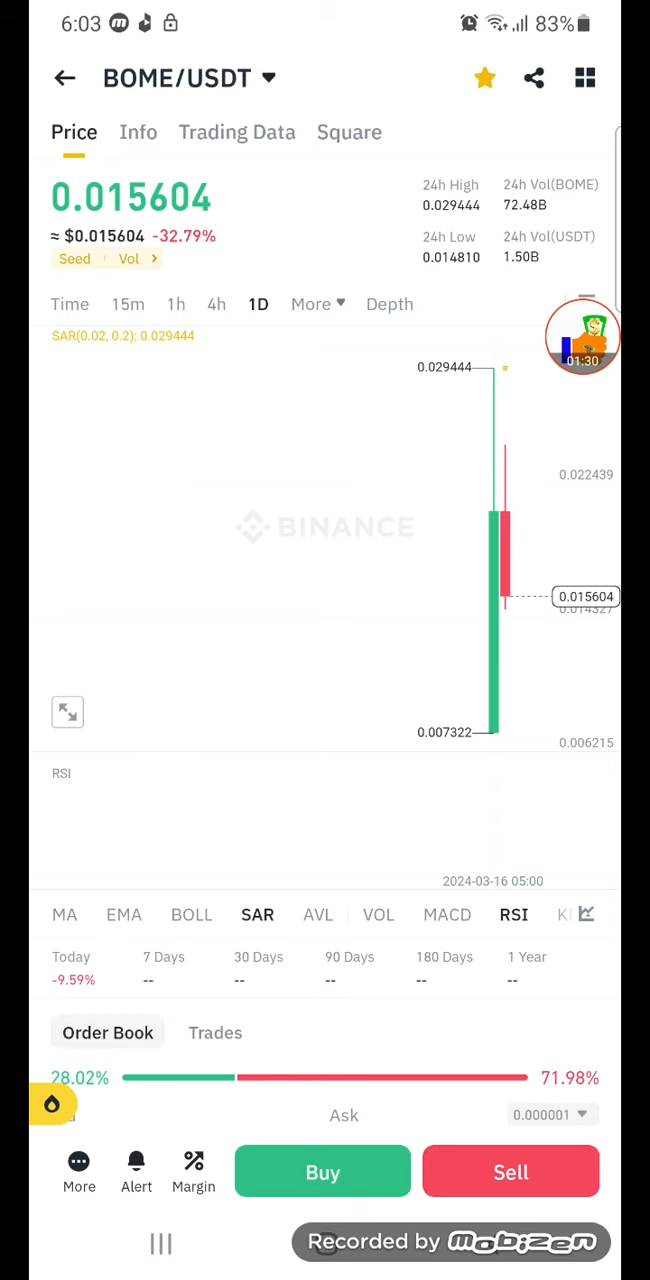 6:03 83%
BOME/USDT
Price Info Trading Data Square
0.015604
≈ $0.015604 -32.79%
Seed Vol
24h High 24h Vol(BOME)
0.029444 72.48B
24h Low 24h Vol(USDT)
0.014810 1.50B
Time 15m 1h 4h 1D More Depth
SAR(0.02, 0.2): 0.029444
01:30
0.029444
0.022439
BINANCE
0.015604
0.014327
0.007322
0.006215
RSI
2024-03-16 05:00
MA EMA BOLL SAR AVL VOL MACD RSI
Today 7 Days 30 Days 90 Days 180 Days 1 Year
-9.59% -- -- -- -- --
Order Book Trades
28.02% 71.98%
Ask 0.000001
More Alert Margin Buy Sell
Recorded by mobizen